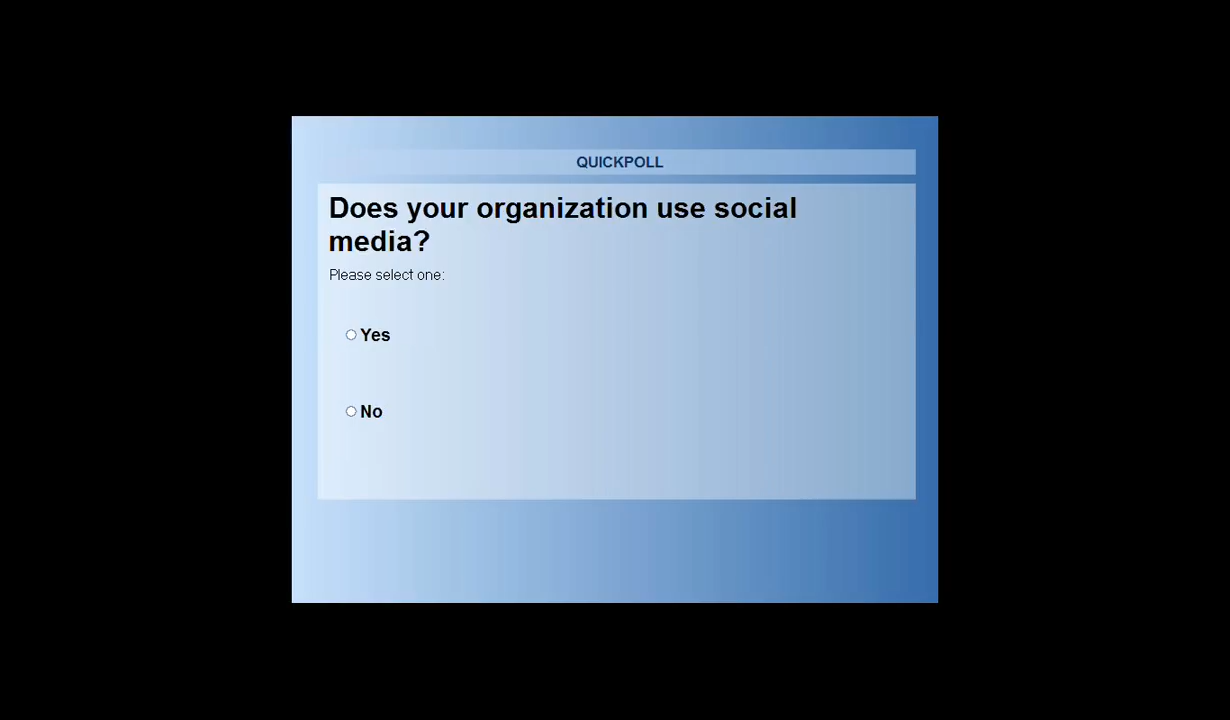 QUICKPOLL
Does your organization use social
media?
Please select one:
Yes
No